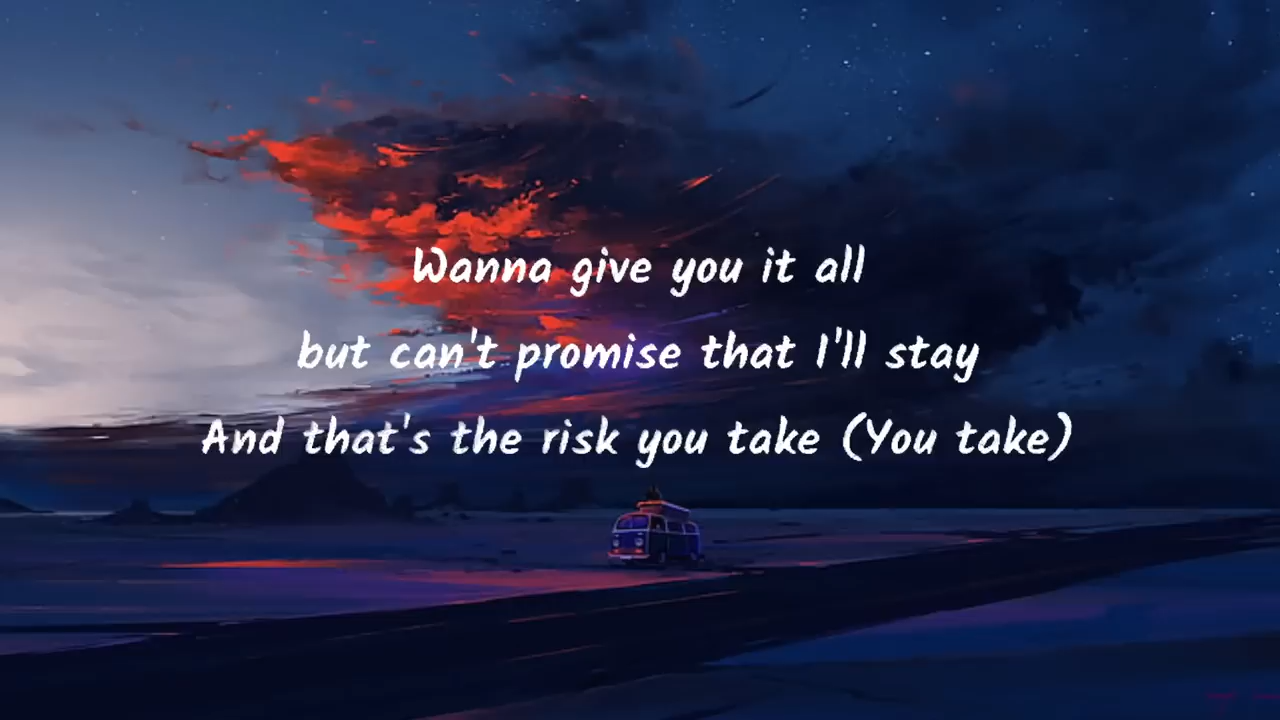 Wanna give you it all
but can't promise that I'll stay
And that's the risk you take (You take)